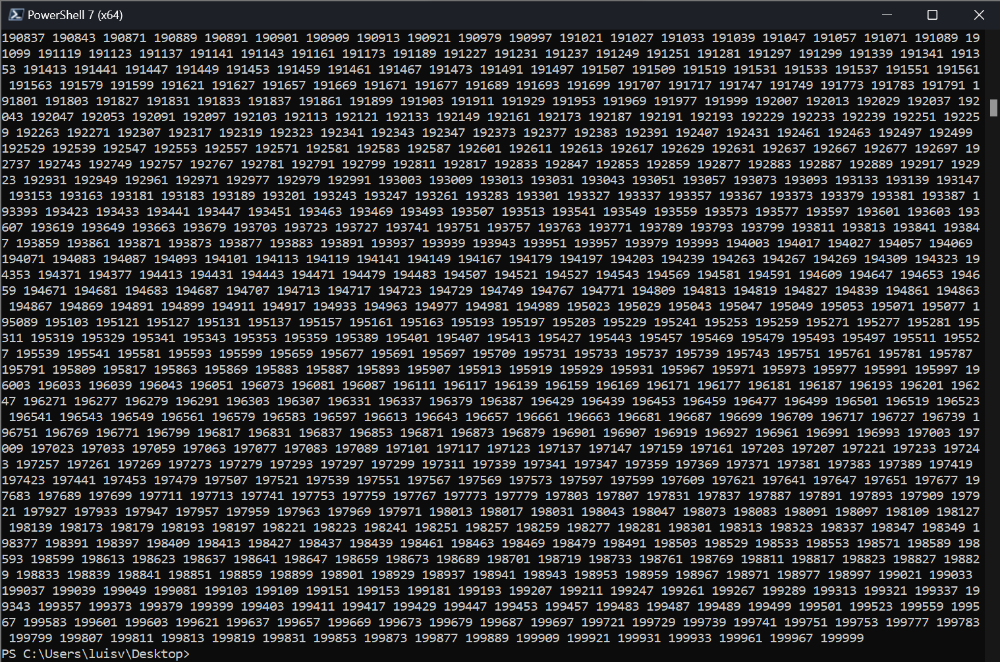 PowerShell 7 (x64)
190837 190843 190871 190889 190891 190901 190909 190913 190921 190979 190997 191021 191027 191033 191039 191047 191057 191071 191089 19
1099 191119 191123 191137 191141 191143 191161 191173 191189 191227 191231 191237 191249 191251 191281 191297 191299 191339 191341 1913
53 191413 191441 191447 191449 191453 191459 191461 191467 191473 191491 191497 191507 191509 191519 191531 191533 191537 191551 191561
191563 191579 191599 191621 191627 191657 191669 191671 191677 191689 191693 191699 191707 191717 191747 191749 191773 191783 191791 1
91801 191803 191827 191831 191833 191837 191861 191899 191903 191911 191929 191953 191969 191977 191999 192007 192013 192029 192037 192
043 192047 192053 192091 192097 192103 192113 192121 192133 192149 192161 192173 192187 192191 192193 192229 192233 192239 192251 19225
9 192263 192271 192307 192317 192319 192323 192341 192343 192347 192373 192377 192383 192391 192407 192431 192461 192463 192497 192499
192529 192539 192547 192553 192557 192571 192581 192583 192587 192601 192611 192613 192617 192629 192631 192637 192667 192677 192697 19
2737 192743 192749 192757 192767 192781 192791 192799 192811 192817 192833 192847 192853 192859 192877 192883 192887 192889 192917 1929
23 192931 192949 192961 192971 192977 192979 192991 193003 193009 193013 193031 193043 193051 193057 193073 193093 193133 193139 193147
193153 193163 193181 193183 193189 193201 193243 193247 193261 193283 193301 193327 193337 193357 193367 193373 193379 193381 193387 1
93393 193423 193433 193441 193447 193451 193463 193469 193493 193507 193513 193541 193549 193559 193573 193577 193597 193601 193603 193
607 193619 193649 193663 193679 193703 193723 193727 193741 193751 193757 193763 193771 193789 193793 193799 193811 193813 193841 19384
7 193859 193861 193871 193873 193877 193883 193891 193937 193939 193943 193951 193957 193979 193993 194003 194017 194027 194057 194069
194071 194083 194087 194093 194101 194113 194119 194141 194149 194167 194179 194197 194203 194239 194263 194267 194269 194309 194323 19
4353 194371 194377 194413 194431 194443 194471 194479 194483 194507 194521 194527 194543 194569 194581 194591 194609 194647 194653 1946
59 194671 194681 194683 194687 194707 194713 194717 194723 194729 194749 194767 194771 194809 194813 194819 194827 194839 194861 194863
194867 194869 194891 194899 194911 194917 194933 194963 194977 194981 194989 195023 195029 195043 195047 195049 195053 195071 195077 1
95089 195103 195121 195127 195131 195137 195157 195161 195163 195193 195197 195203 195229 195241 195253 195259 195271 195277 195281 195
311 195319 195329 195341 195343 195353 195359 195389 195401 195407 195413 195427 195443 195457 195469 195479 195493 195497 195511 19552
7 195539 195541 195581 195593 195599 195659 195677 195691 195697 195709 195731 195733 195737 195739 195743 195751 195761 195781 195787
195791 195809 195817 195863 195869 195883 195887 195893 195907 195913 195919 195929 195931 195967 195971 195973 195977 195991 195997 19
6003 196033 196039 196043 196051 196073 196081 196087 196111 196117 196139 196159 196169 196171 196177 196181 196187 196193 196201 1962
47 196271 196277 196279 196291 196303 196307 196331 196337 196379 196387 196429 196439 196453 196459 196477 196499 196501 196519 196523
196541 196543 196549 196561 196579 196583 196597 196613 196643 196657 196661 196663 196681 196687 196699 196709 196717 196727 196739 1
96751 196769 196771 196799 196817 196831 196837 196853 196871 196873 196879 196901 196907 196919 196927 196961 196991 196993 197003 197
009 197023 197033 197059 197063 197077 197083 197089 197101 197117 197123 197137 197147 197159 197161 197203 197207 197221 197233 19724
3 197257 197261 197269 197273 197279 197293 197297 197299 197311 197339 197341 197347 197359 197369 197371 197381 197383 197389 197419
197423 197441 197453 197479 197507 197521 197539 197551 197567 197569 197573 197597 197599 197609 197621 197641 197647 197651 197677 19
7683 197689 197699 197711 197713 197741 197753 197759 197767 197773 197779 197803 197807 197831 197837 197887 197891 197893 197909 1979
21 197927 197933 197947 197957 197959 197963 197969 197971 198013 198017 198031 198043 198047 198073 198083 198091 198097 198109 198127
198139 198173 198179 198193 198197 198221 198223 198241 198251 198257 198259 198277 198281 198301 198313 198323 198337 198347 198349 1
98377 198391 198397 198409 198413 198427 198437 198439 198461 198463 198469 198479 198491 198503 198529 198533 198553 198571 198589 198
593 198599 198613 198623 198637 198641 198647 198659 198673 198689 198701 198719 198733 198761 198769 198811 198817 198823 198827 19882
9 198833 198839 198841 198851 198859 198899 198901 198929 198937 198941 198943 198953 198959 198967 198971 198977 198997 199021 199033
199037 199039 199049 199081 199103 199109 199151 199153 199181 199193 199207 199211 199247 199261 199267 199289 199313 199321 199337 19
9343 199357 199373 199379 199399 199403 199411 199417 199429 199447 199453 199457 199483 199487 199489 199499 199501 199523 199559 1995
67 199583 199601 199603 199621 199637 199657 199669 199673 199679 199687 199697 199721 199729 199739 199741 199751 199753 199777 199783
199799 199807 199811 199813 199819 199831 199853 199873 199877 199889 199909 199921 199931 199933 199961 199967 199999
PS C:\Users\luisv\Desktop>